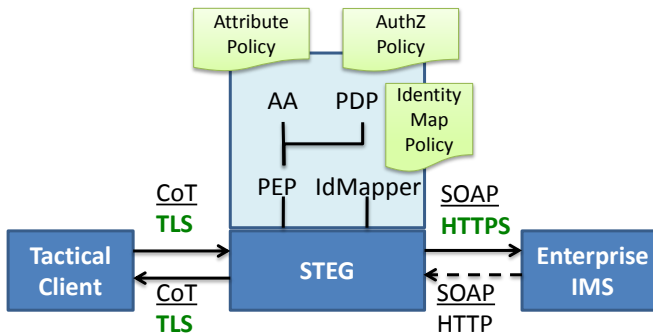 Attribute
Policy
AuthZ
Policy
AA
PDP
Identity
Map
Policy
PEP
IdMapper
CoT
TLS
SOAP
HTTPS
Tactical
Client
STEG
Enterprise
IMS
CoT
TLS
SOAP
HTTP